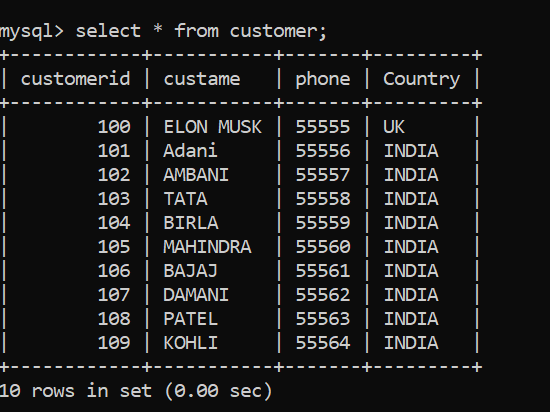 mysql> select * from customer;
+------------+-----------+-------+---------+
| customerid | custame   | phone | Country |
+------------+-----------+-------+---------+
|        100 | ELON MUSK | 55555 | UK      |
|        101 | Adani     | 55556 | INDIA   |
|        102 | AMBANI    | 55557 | INDIA   |
|        103 | TATA      | 55558 | INDIA   |
|        104 | BIRLA     | 55559 | INDIA   |
|        105 | MAHINDRA  | 55560 | INDIA   |
|        106 | BAJAJ     | 55561 | INDIA   |
|        107 | DAMANI    | 55562 | INDIA   |
|        108 | PATEL     | 55563 | INDIA   |
|        109 | KOHLI     | 55564 | INDIA   |
+------------+-----------+-------+---------+
10 rows in set (0.00 sec)